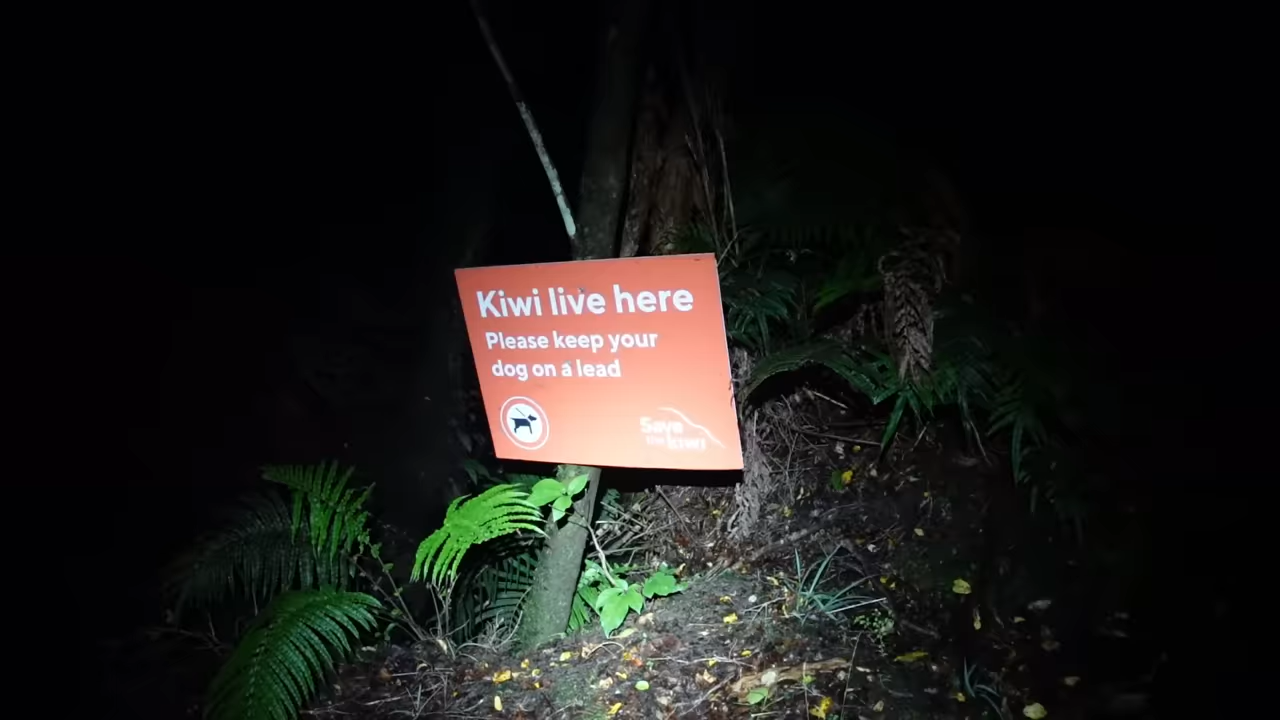 Kiwi live here
Please keep your
dog on a lead
Save
the kiwi